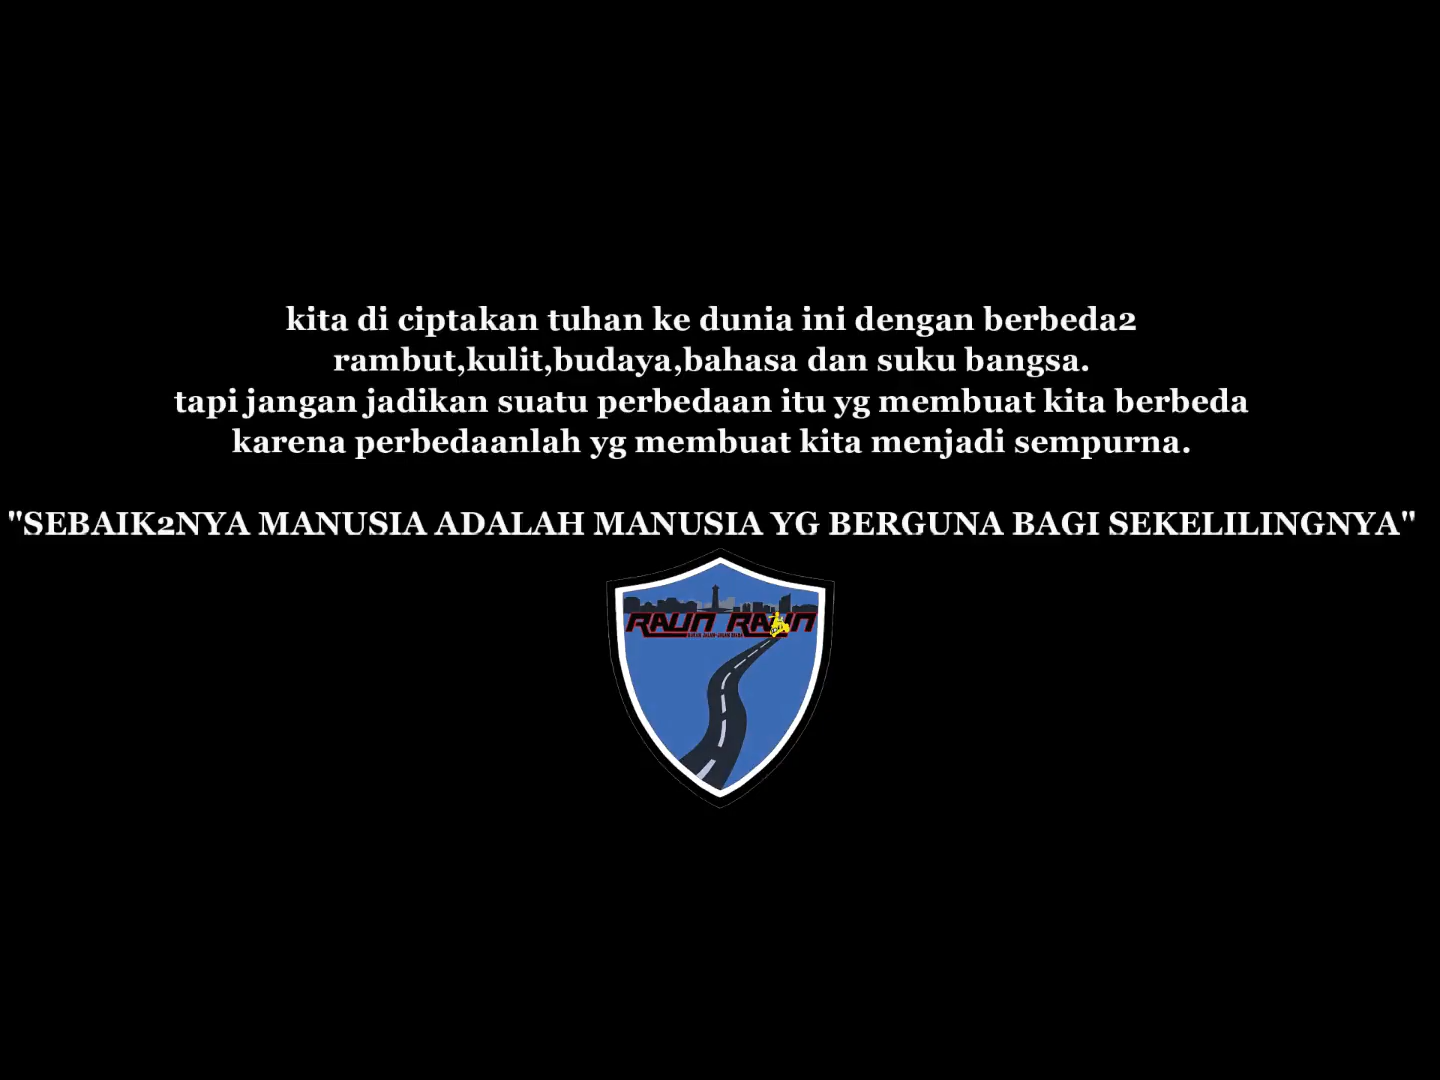 kita di ciptakan tuhan ke dunia ini dengan berbeda2
rambut,kulit,budaya,bahasa dan suku bangsa.
tapi jangan jadikan suatu perbedaan itu yg membuat kita berbeda
karena perbedaanlah yg membuat kita menjadi sempurna.
"SEBAIK2NYA MANUSIA ADALAH MANUSIA YG BERGUNA BAGI SEKELILINGNYA"
RAUN RAUN